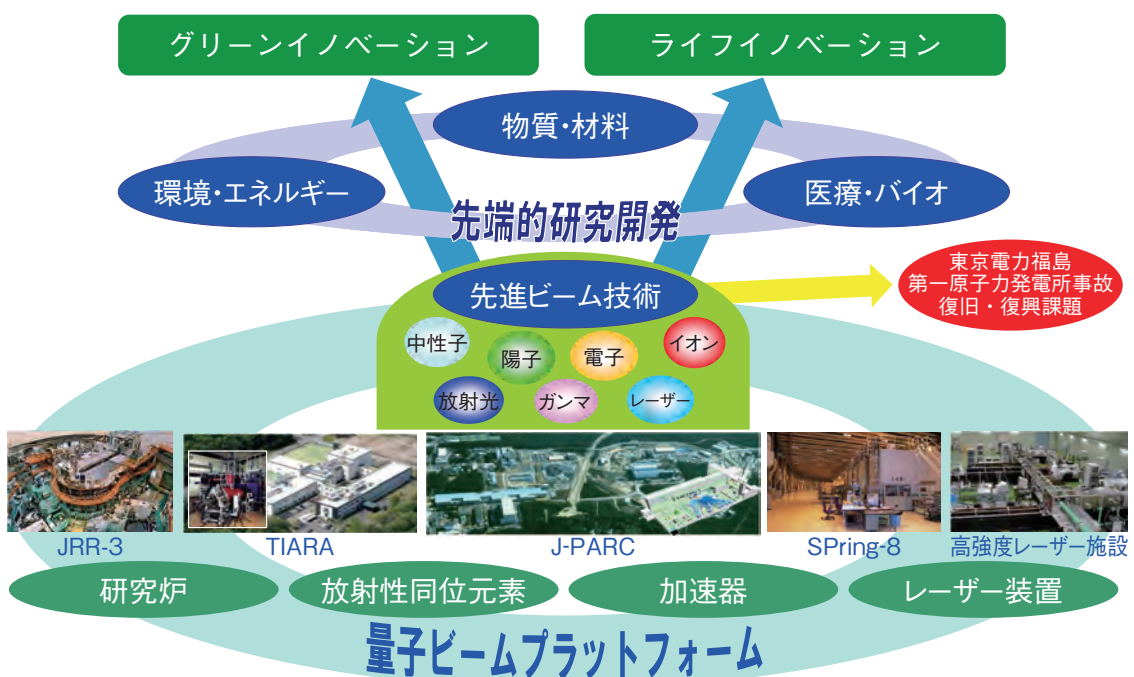 グリーンイノベーション
ライフイノベーション
物質・材料
環境・エネルギー
医療・バイオ
先端的研究開発
先進ビーム技術
東京電力福島
第一原子力発電所事故
復旧・復興課題
中性子
陽子
電子
イオン
放射光
ガンマ
レーザー
JRR-3
TIARA
J-PARC
SPring-8
高強度レーザー施設
研究炉
放射性同位元素
加速器
レーザー装置
量子ビームプラットフォーム